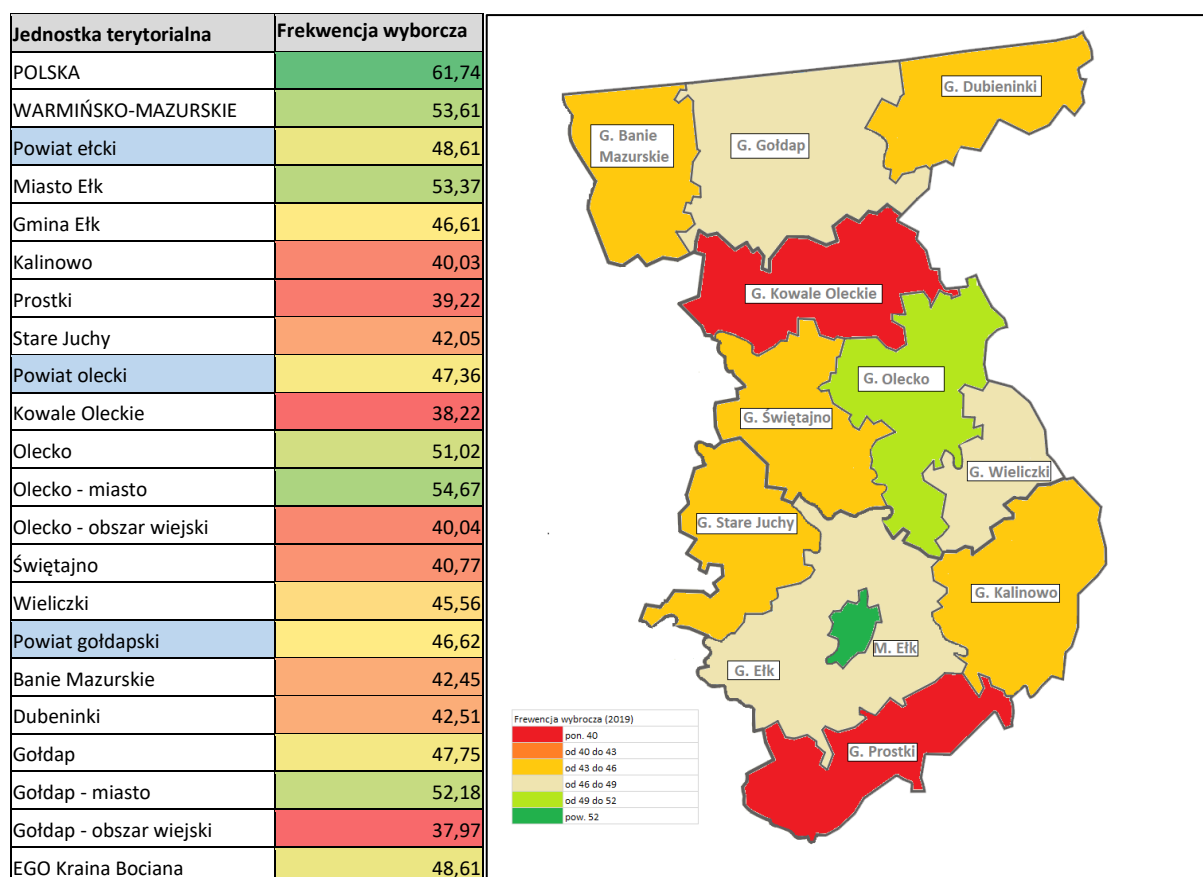 Jednostka terytorialna Frekwencja wyborcza
POLSKA 61,74
WARMIŃSKO-MAZURSKIE 53,61
Powiat ełcki 48,61
Miasto Ełk 53,37
Gmina Ełk 46,61
Kalinowo 40,03
Prostki 39,22
Stare Juchy 42,05
Powiat olecki 47,36
Kowale Oleckie 38,22
Olecko 51,02
Olecko - miasto 54,67
Olecko - obszar wiejski 40,04
Świętajno 40,77
Wieliczki 45,56
Powiat gołdapski 46,62
Banie Mazurskie 42,45
Dubeninki 42,51
Gołdap 47,75
Gołdap - miasto 52,18
Gołdap - obszar wiejski 37,97
EGO Kraina Bociana 48,61
G. Dubieninki
G. Banie
Mazurskie
G. Gołdap
G. Kowale Oleckie
G. Olecko
G. Świętajno
G. Wieliczki
G. Stare Juchy
G. Kalinowo
M. Ełk
G. Ełk
G. Prostki
Frewencja wybrocza (2019)
pon. 40
od 40 do 43
od 43 do 46
od 46 do 49
od 49 do 52
pow. 52